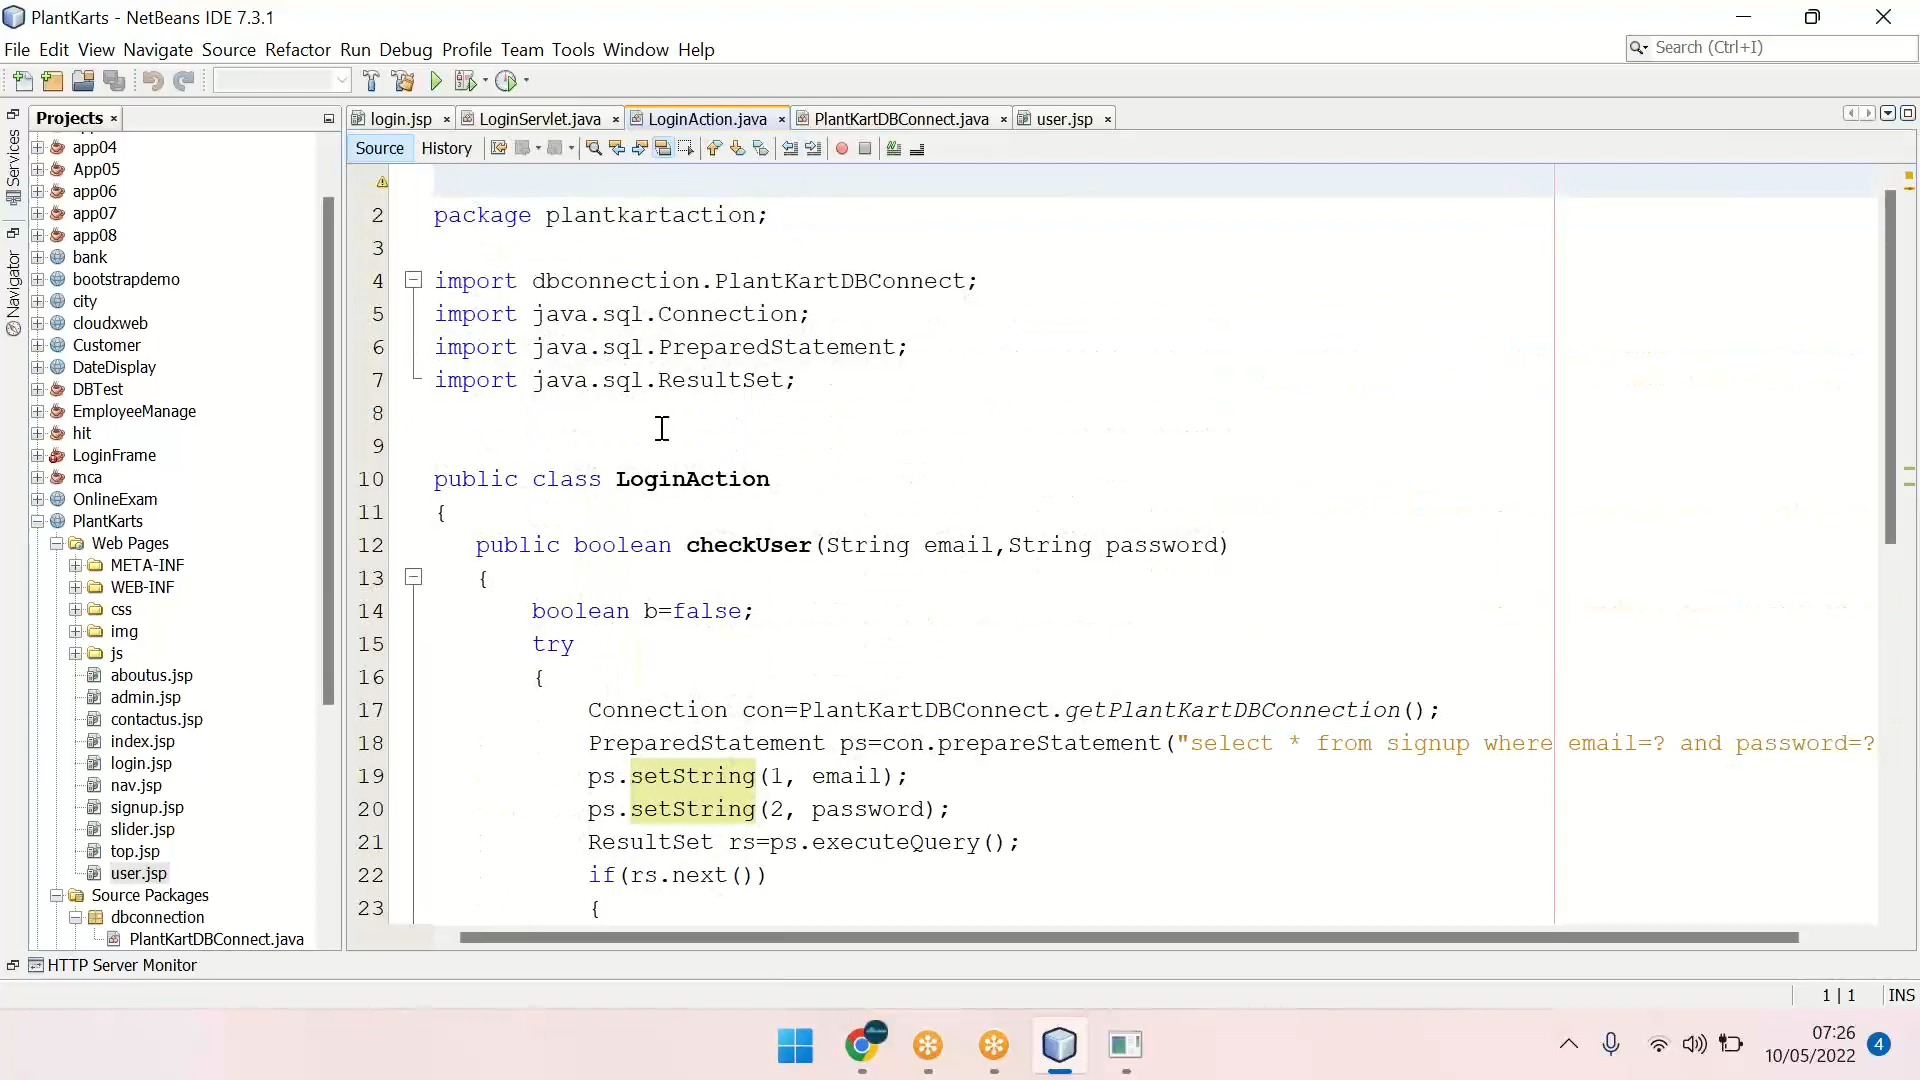 PlantKarts - NetBeans IDE 7.3.1
File Edit View Navigate Source Refactor Run Debug Profile Team Tools Window Help
Search (Ctrl+I)
Projects
login.jsp LoginServlet.java LoginAction.java PlantKartDBConnect.java user.jsp
Source History
Services
Navigator
app04
App05
app06
app07
app08
bank
bootstrapdemo
city
cloudxweb
Customer
DateDisplay
DBTest
EmployeeManage
hit
LoginFrame
mca
OnlineExam
PlantKarts
Web Pages
META-INF
WEB-INF
css
img
js
aboutus.jsp
admin.jsp
contactus.jsp
index.jsp
login.jsp
nav.jsp
signup.jsp
slider.jsp
top.jsp
user.jsp
Source Packages
dbconnection
PlantKartDBConnect.java
2 package plantkartaction;
3
4 import dbconnection.PlantKartDBConnect;
5 import java.sql.Connection;
6 import java.sql.PreparedStatement;
7 import java.sql.ResultSet;
8
9
10 public class LoginAction
11 {
12 public boolean checkUser(String email,String password)
13 {
14 boolean b=false;
15 try
16 {
17 Connection con=PlantKartDBConnect.getPlantKartDBConnection();
18 PreparedStatement ps=con.prepareStatement("select * from signup where email=? and password=?
19 ps.setString(1, email);
20 ps.setString(2, password);
21 ResultSet rs=ps.executeQuery();
22 if(rs.next())
23 {
HTTP Server Monitor
1 | 1 INS
07:26
10/05/2022
4